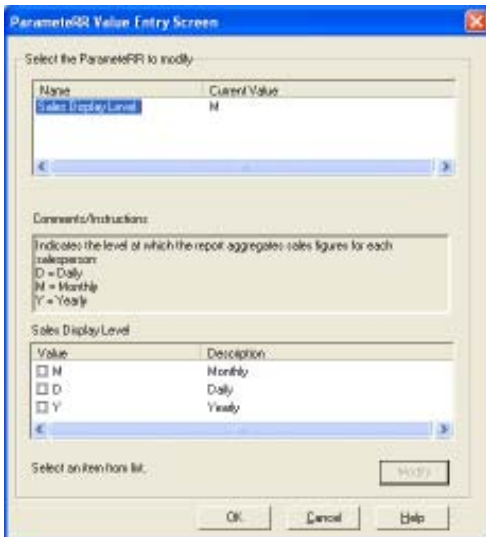 ParameteRR Value Entry Screen
Select the ParameteRR to modify
Name Current Value
Sales Display Level M
Comments/Instructions
Indicates the level at which the report aggregates sales figures for each
salesperson:
D = Daily
M = Monthly
Y = Yearly
Sales Display Level
Value Description
M Monthly
D Daily
Y Yearly
Select an item from list.
Modify
OK Cancel Help